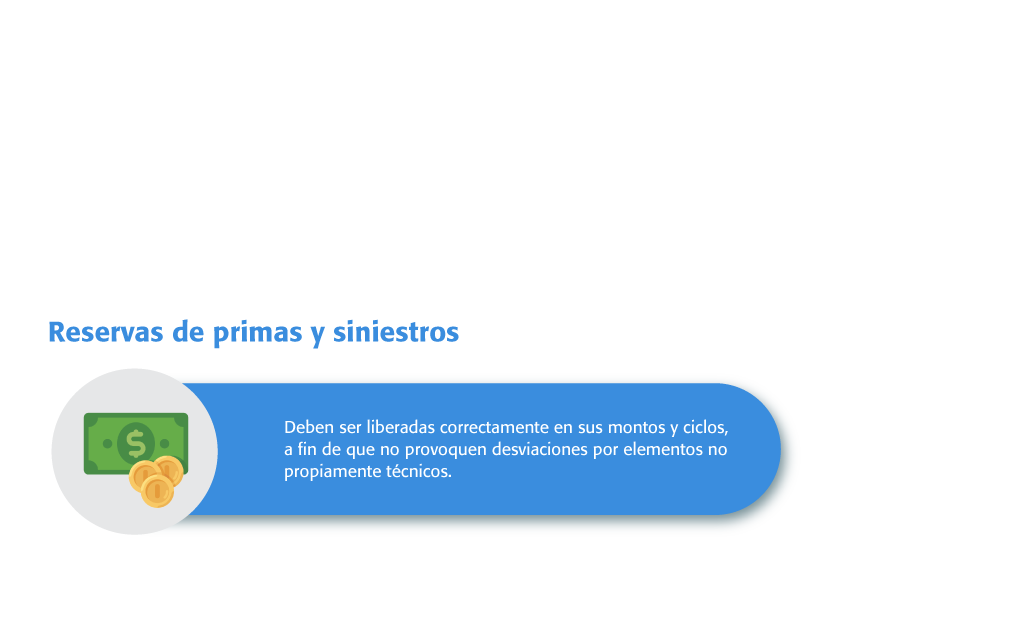 Reservas de primas y siniestros
Deben ser liberadas correctamente en sus montos y ciclos,
a fin de que no provoquen desviaciones por elementos no
propiamente técnicos.
$